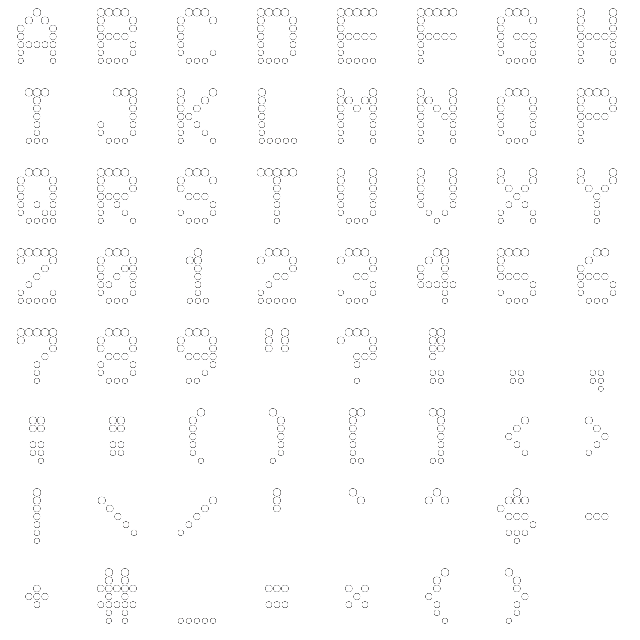 A B C D E F G H
I J K L M N O P
Q R S T U V X Y
Z 0 1 2 3 4 5 6
7 8 9 " ? ! . ,
; : ( ) [ ] < >
| \ / ' ` ^ $ -
+ # _ = * { }